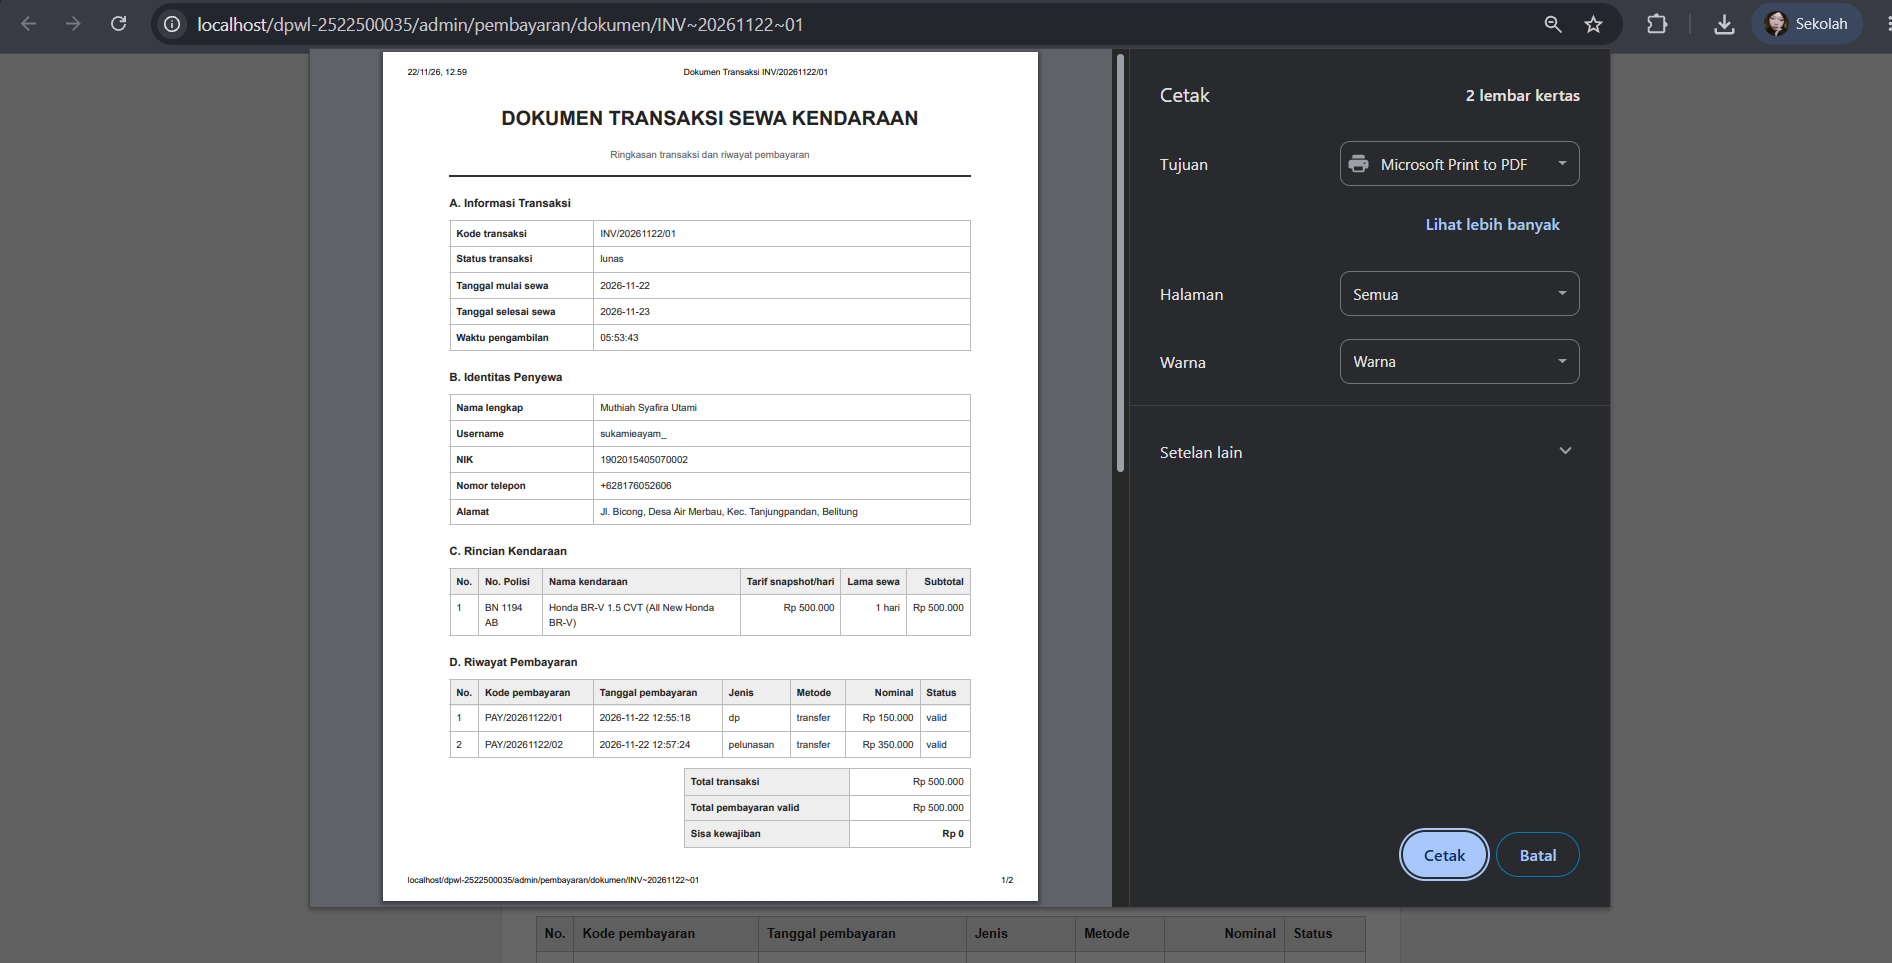 localhost/dpwl-2522500035/admin/pembayaran/dokumen/INV~20261122~01
Sekolah
22/11/26, 12.59 Dokumen Transaksi INV/20261122/01
DOKUMEN TRANSAKSI SEWA KENDARAAN
Ringkasan transaksi dan riwayat pembayaran
A. Informasi Transaksi
Kode transaksi INV/20261122/01
Status transaksi lunas
Tanggal mulai sewa 2026-11-22
Tanggal selesai sewa 2026-11-23
Waktu pengambilan 05:53:43
B. Identitas Penyewa
Nama lengkap Muthiah Syafira Utami
Username sukamieayam_
NIK 1902015405070002
Nomor telepon +628176052606
Alamat Jl. Bicong, Desa Air Merbau, Kec. Tanjungpandan, Belitung
C. Rincian Kendaraan
No. No. Polisi Nama kendaraan Tarif snapshot/hari Lama sewa Subtotal
1 BN 1194 Honda BR-V 1.5 CVT (All New Honda Rp 500.000 1 hari Rp 500.000
AB BR-V)
D. Riwayat Pembayaran
No. Kode pembayaran Tanggal pembayaran Jenis Metode Nominal Status
1 PAY/20261122/01 2026-11-22 12:55:18 dp transfer Rp 150.000 valid
2 PAY/20261122/02 2026-11-22 12:57:24 pelunasan transfer Rp 350.000 valid
Total transaksi Rp 500.000
Total pembayaran valid Rp 500.000
Sisa kewajiban Rp 0
localhost/dpwl-2522500035/admin/pembayaran/dokumen/INV~20261122~01 1/2
Cetak 2 lembar kertas
Tujuan Microsoft Print to PDF
Lihat lebih banyak
Halaman Semua
Warna Warna
Setelan lain
Cetak Batal
No. Kode pembayaran Tanggal pembayaran Jenis Metode Nominal Status